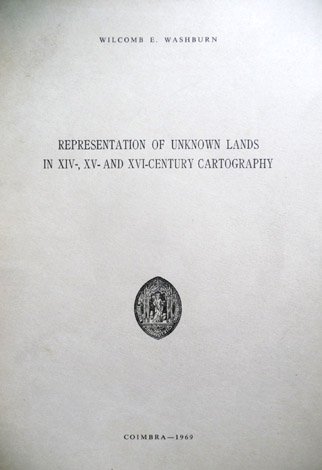 WILCOMB E. WASHBURN
REPRESENTATION OF UNKNOWN LANDS
IN XIV-, XV- AND XVI-CENTURY CARTOGRAPHY
COIMBRA—1969